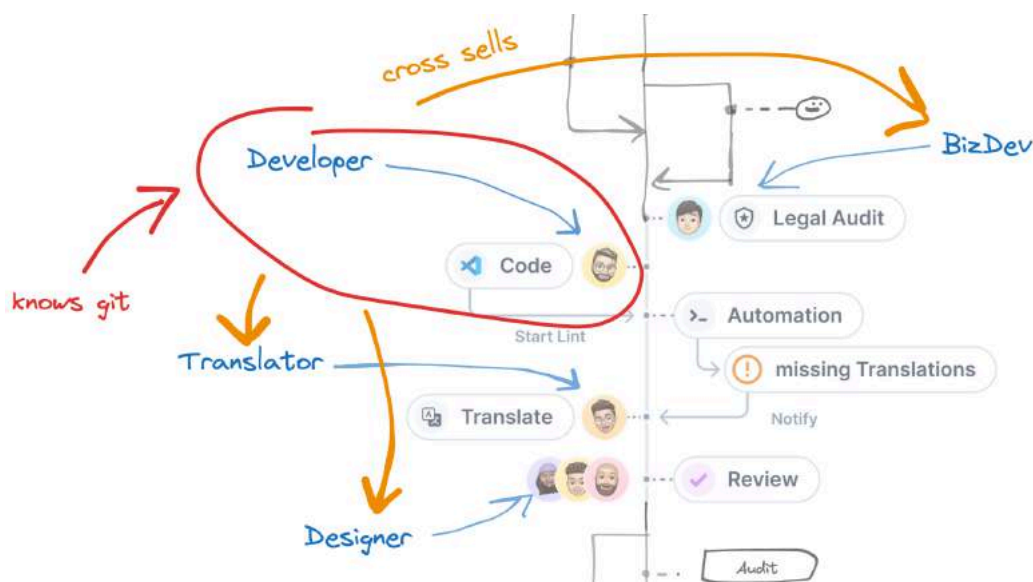 cross sells
Developer
BizDev
Legal Audit
Code
knows git
Automation
Start Lint
Translator
missing Translations
Translate
Notify
Review
Designer
Audit